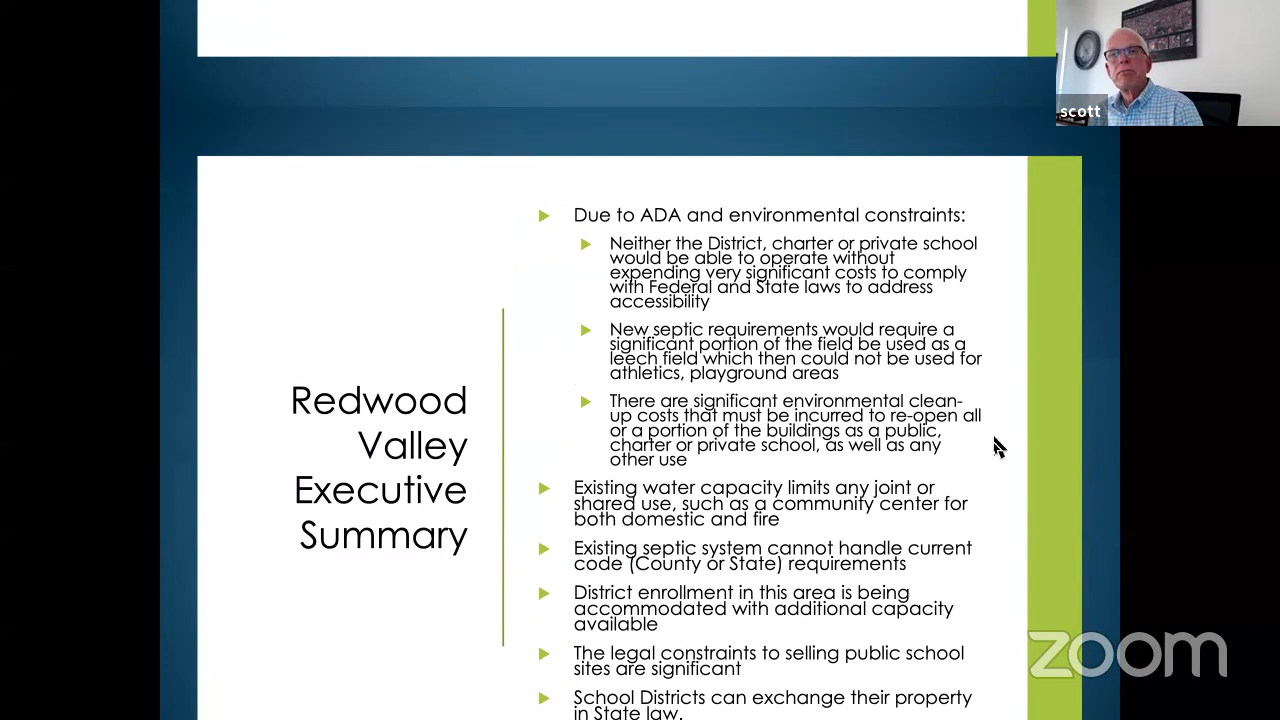 scott
Redwood
Valley
Executive
Summary
Due to ADA and environmental constraints:
Neither the District, charter or private school
would be able to operate without
expending very significant costs to comply
with Federal and State laws to address
accessibility
New septic requirements would require a
significant portion of the field be used as a
leech field which then could not be used for
athletics, playground areas
There are significant environmental clean-
up costs that must be incurred to re-open all
or a portion of the buildings as a public,
charter or private school, as well as any
other use
Existing water capacity limits any joint or
shared use, such as a community center for
both domestic and fire
Existing septic system cannot handle current
code (County or State) requirements
District enrollment in this area is being
accommodated with additional capacity
available
The legal constraints to selling public school
sites are significant
School Districts can exchange their property
in State law.
zoom